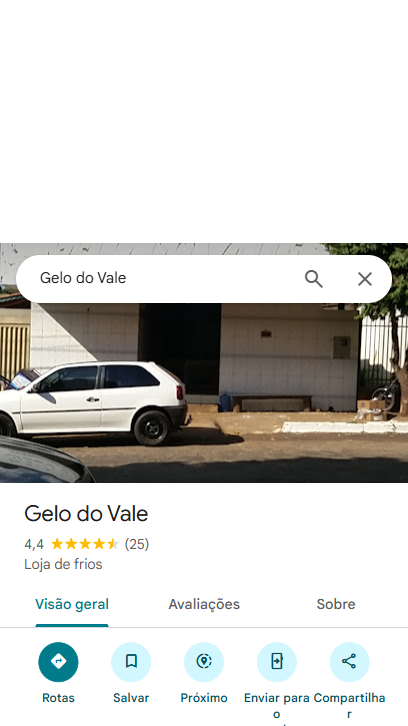 Gelo do Vale
Gelo do Vale
4,4 (25)
Loja de frios
Visão geral Avaliações Sobre
Rotas Salvar Próximo Enviar para Compartilha
o r